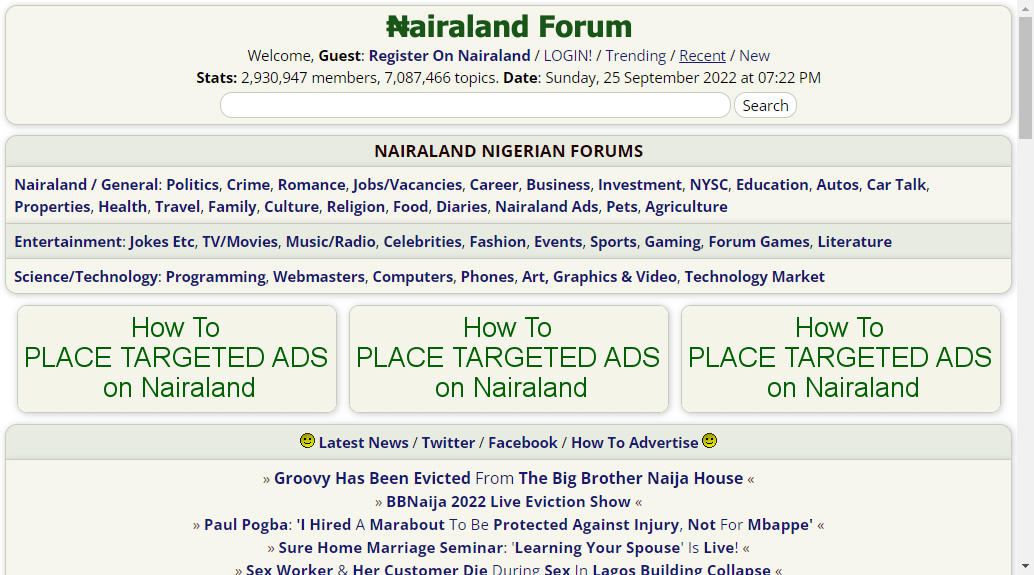 ₦airaland Forum
Welcome, Guest: Register On Nairaland / LOGIN! / Trending / Recent / New
Stats: 2,930,947 members, 7,087,466 topics. Date: Sunday, 25 September 2022 at 07:22 PM
Search
NAIRALAND NIGERIAN FORUMS
Nairaland / General: Politics, Crime, Romance, Jobs/Vacancies, Career, Business, Investment, NYSC, Education, Autos, Car Talk,
Properties, Health, Travel, Family, Culture, Religion, Food, Diaries, Nairaland Ads, Pets, Agriculture
Entertainment: Jokes Etc, TV/Movies, Music/Radio, Celebrities, Fashion, Events, Sports, Gaming, Forum Games, Literature
Science/Technology: Programming, Webmasters, Computers, Phones, Art, Graphics & Video, Technology Market
How To
PLACE TARGETED ADS
on Nairaland
How To
PLACE TARGETED ADS
on Nairaland
How To
PLACE TARGETED ADS
on Nairaland
Latest News / Twitter / Facebook / How To Advertise
» Groovy Has Been Evicted From The Big Brother Naija House «
» BBNaija 2022 Live Eviction Show «
» Paul Pogba: 'I Hired A Marabout To Be Protected Against Injury, Not For Mbappe' «
» Sure Home Marriage Seminar: 'Learning Your Spouse' Is Live! «
» Sex Worker & Her Customer Die During Sex In Lagos Building Collapse «